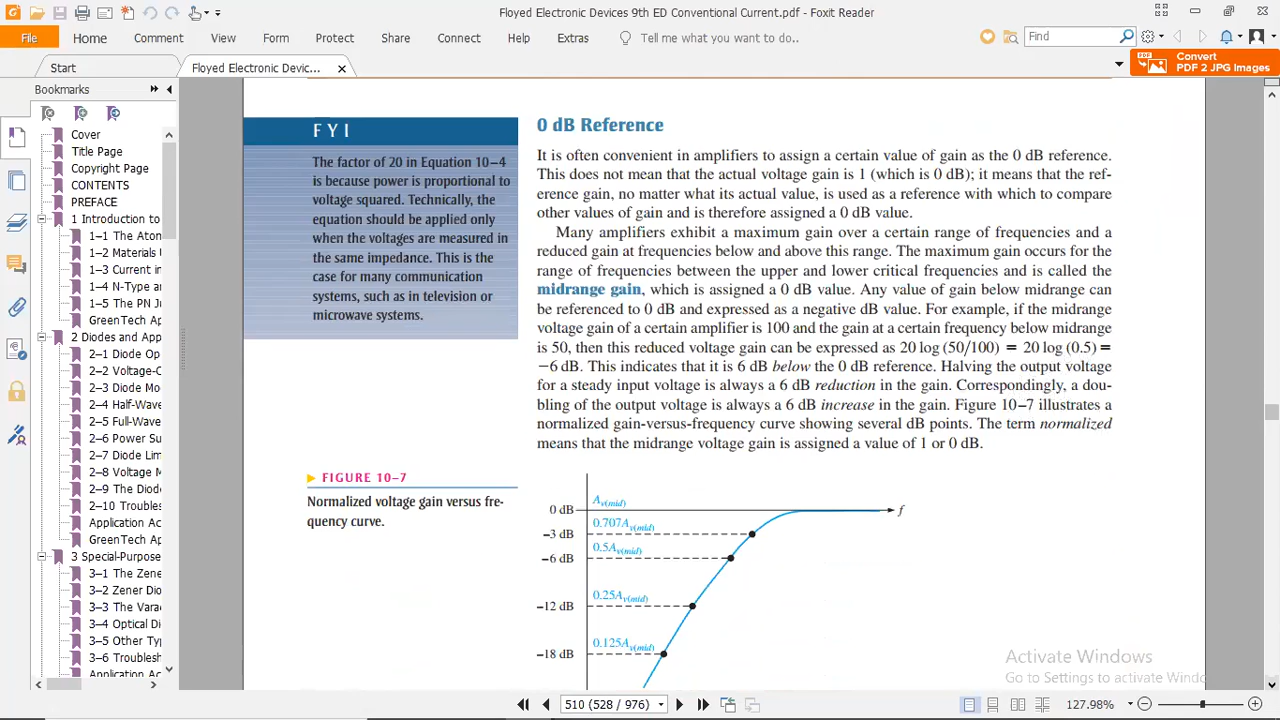 Floyed Electronic Devices 9th ED Conventional Current.pdf - Foxit Reader
File Home Comment View Form Protect Share Connect Help Extras Tell me what you want to do.. Find
Start
Floyed Electronic Devic...
Convert
PDF 2 JPG Images
Bookmarks
Cover
Title Page
Copyright Page
CONTENTS
PREFACE
1 Introduction to
1-1 The Aton
1-2 Materials
1-3 Current i
1-4 N-Type ar
1-5 The PN J
GreenTech Ap
2 Diodes and App
2-1 Diode Op
2-2 Voltage-C
2-3 Diode Mo
2-4 Half-Wave
2-5 Full-Wave
2-6 Power Su
2-7 Diode Lim
2-8 Voltage M
2-9 The Diod
2-10 Troubles
Application Ac
GreenTech Ap
3 Special-Purpose
3-1 The Zene
3-2 Zener Dio
3-3 The Varac
3-4 Optical Di
3-5 Other Typ
3-6 Troublesh
Application Ac
FYI
The factor of 20 in Equation 10–4
is because power is proportional to
voltage squared. Technically, the
equation should be applied only
when the voltages are measured in
the same impedance. This is the
case for many communication
systems, such as in television or
microwave systems.
0 dB Reference
It is often convenient in amplifiers to assign a certain value of gain as the 0 dB reference.
This does not mean that the actual voltage gain is 1 (which is 0 dB); it means that the ref-
erence gain, no matter what its actual value, is used as a reference with which to compare
other values of gain and is therefore assigned a 0 dB value.
Many amplifiers exhibit a maximum gain over a certain range of frequencies and a
reduced gain at frequencies below and above this range. The maximum gain occurs for the
range of frequencies between the upper and lower critical frequencies and is called the
midrange gain, which is assigned a 0 dB value. Any value of gain below midrange can
be referenced to 0 dB and expressed as a negative dB value. For example, if the midrange
voltage gain of a certain amplifier is 100 and the gain at a certain frequency below midrange
is 50, then this reduced voltage gain can be expressed as 20 log (50/100) = 20 log (0.5) =
−6 dB. This indicates that it is 6 dB below the 0 dB reference. Halving the output voltage
for a steady input voltage is always a 6 dB reduction in the gain. Correspondingly, a dou-
bling of the output voltage is always a 6 dB increase in the gain. Figure 10–7 illustrates a
normalized gain-versus-frequency curve showing several dB points. The term normalized
means that the midrange voltage gain is assigned a value of 1 or 0 dB.
FIGURE 10–7
Normalized voltage gain versus fre-
quency curve.
Av(mid)
0 dB f
0.707Av(mid)
−3 dB
0.5Av(mid)
−6 dB
0.25Av(mid)
−12 dB
0.125Av(mid)
−18 dB
Activate Windows
Go to Settings to activate Windo
510 (528 / 976) 127.98%